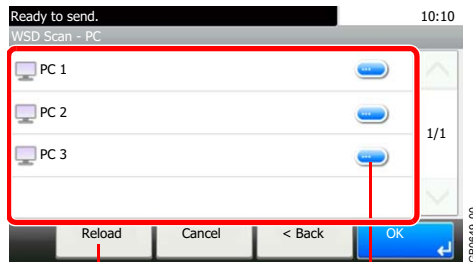 Ready to send. 10:10
WSD Scan - PC
PC 1
PC 2
1/1
PC 3
Reload Cancel < Back OK
GB0649_00